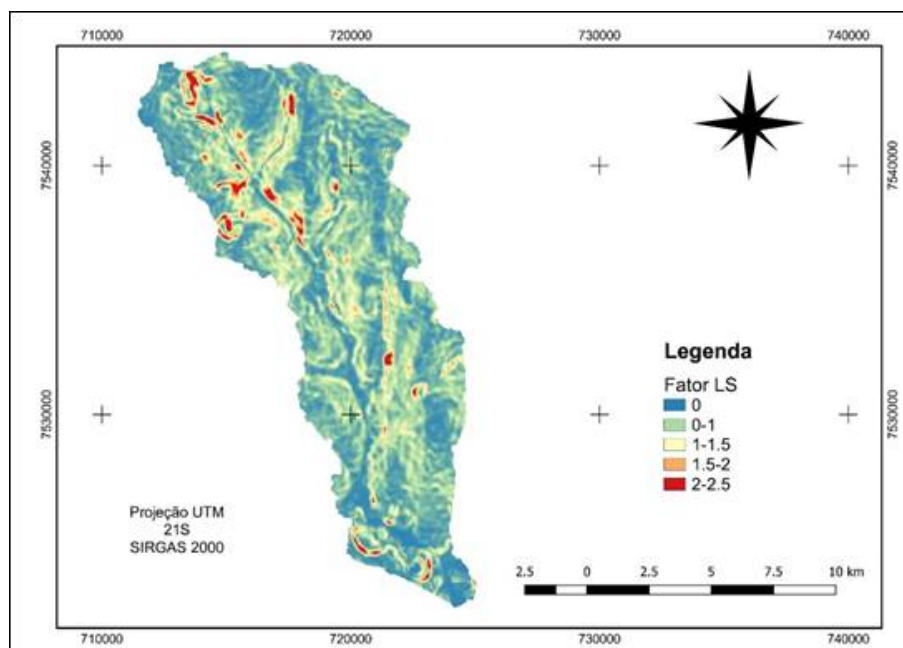 710000 720000 730000 740000
7540000 7540000
Legenda
Fator LS
0
0-1
1-1.5
1.5-2
2-2.5
7530000 7530000
Projeção UTM
21S
SIRGAS 2000
2.5 0 2.5 5 7.5 10 km
710000 720000 730000 740000